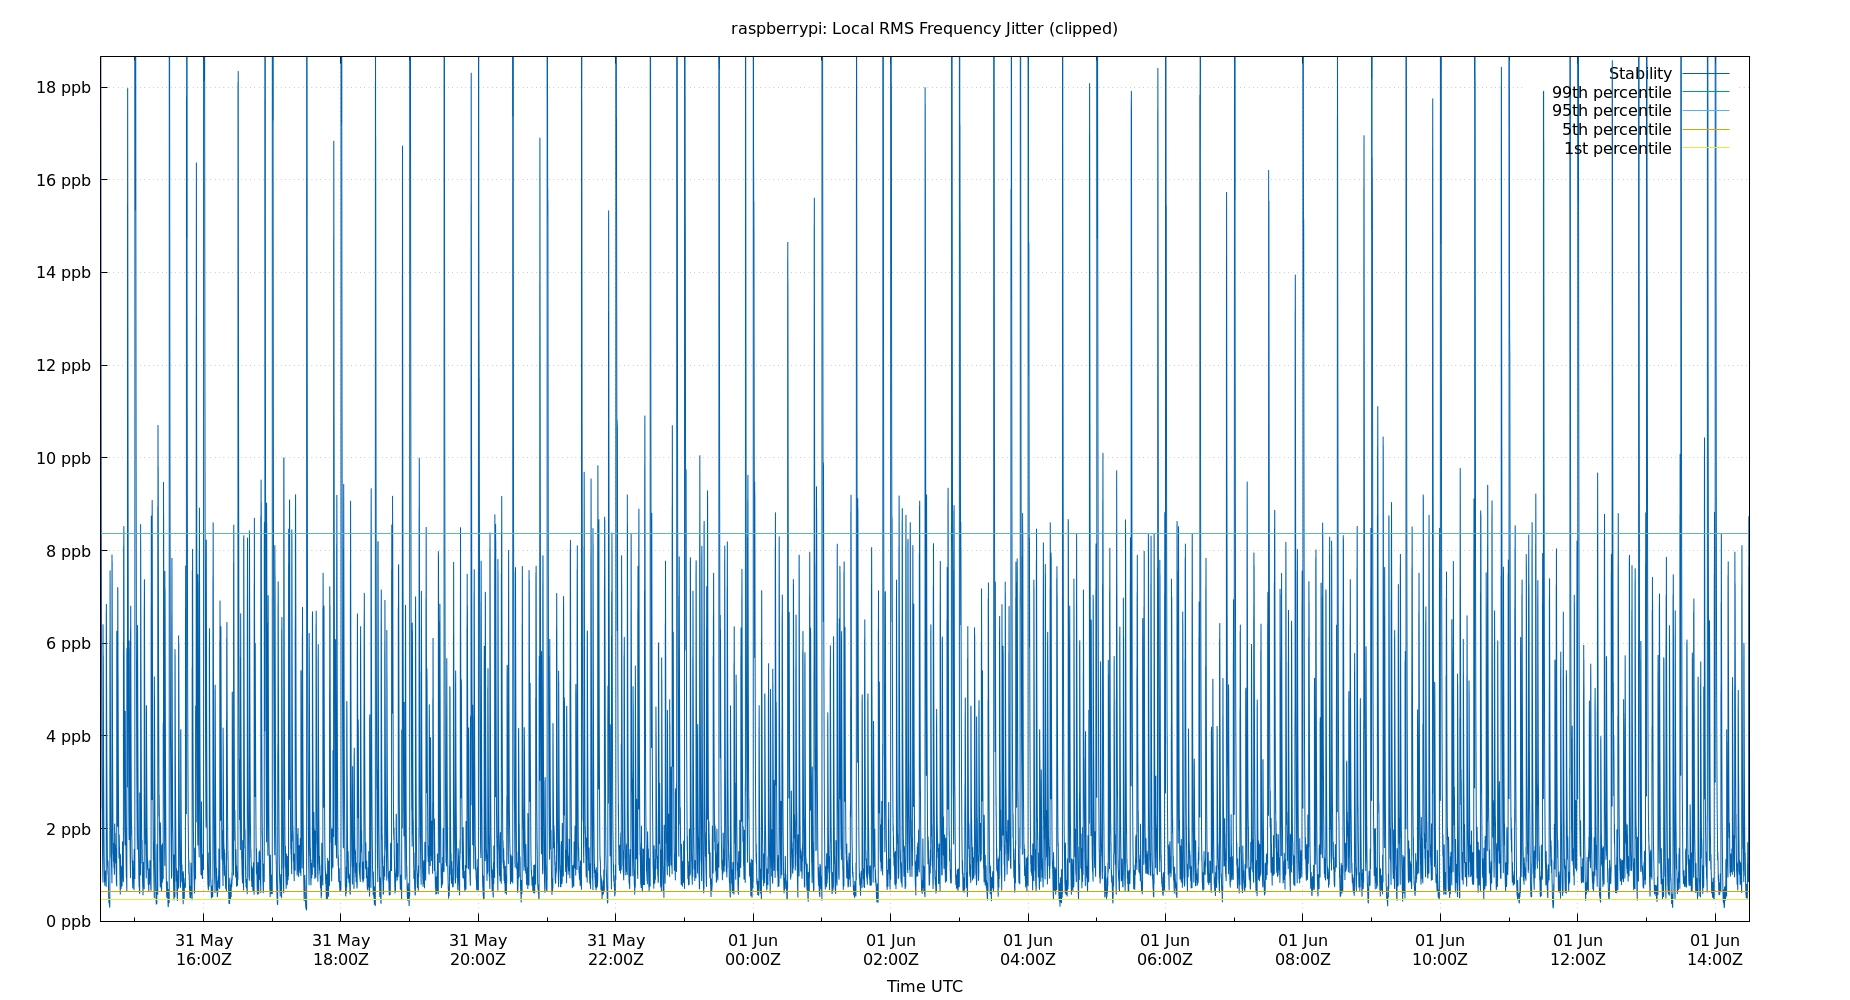 raspberrypi: Local RMS Frequency Jitter (clipped)
Stability
99th percentile
95th percentile
5th percentile
1st percentile
18 ppb
16 ppb
14 ppb
12 ppb
10 ppb
8 ppb
6 ppb
4 ppb
2 ppb
0 ppb
31 May 31 May 31 May 31 May 01 Jun 01 Jun 01 Jun 01 Jun 01 Jun 01 Jun 01 Jun 01 Jun
16:00Z 18:00Z 20:00Z 22:00Z 00:00Z 02:00Z 04:00Z 06:00Z 08:00Z 10:00Z 12:00Z 14:00Z
Time UTC